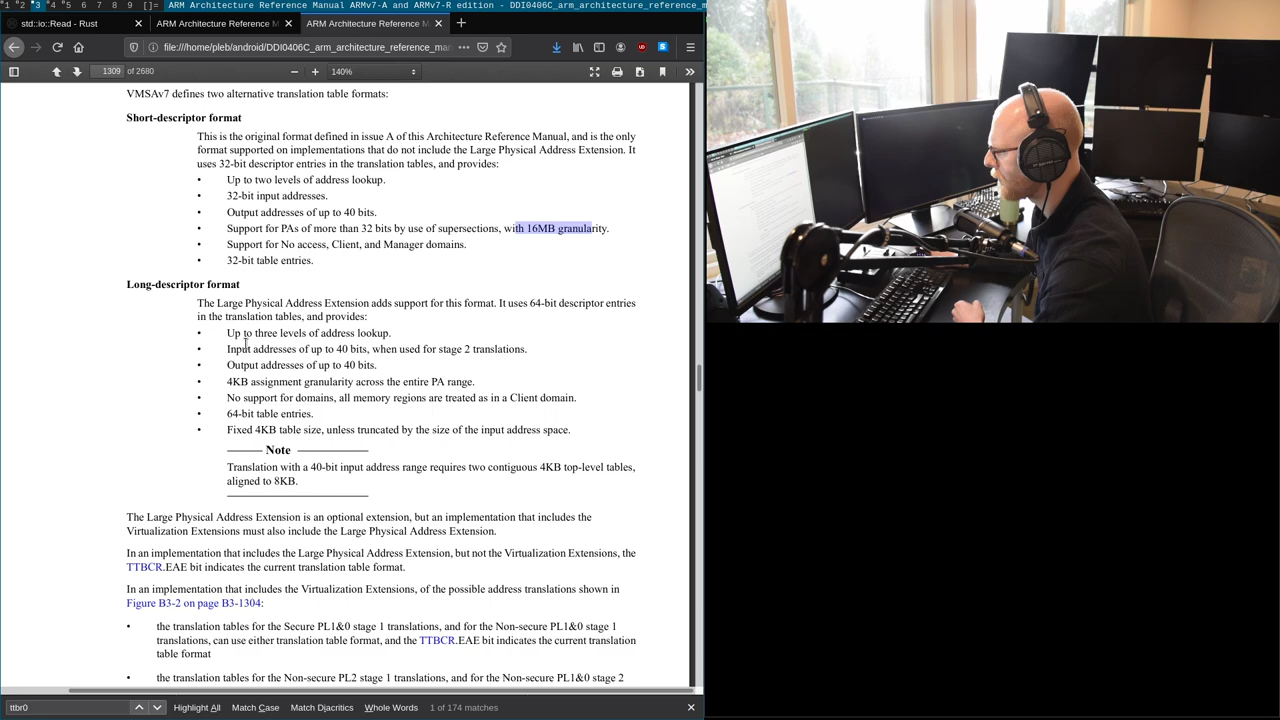 1 2 3 4 5 6 7 8 9 []= ARM Architecture Reference Manual ARMv7-A and ARMv7-R edition - DDI0406C_arm_architecture_reference_m
std::io::Read - Rust
ARM Architecture Reference M
ARM Architecture Reference Ma
file:///home/pleb/android/DDI0406C_arm_architecture_reference_ma
1309 of 2680
140%
VMSAv7 defines two alternative translation table formats:
Short-descriptor format
This is the original format defined in issue A of this Architecture Reference Manual, and is the only
format supported on implementations that do not include the Large Physical Address Extension. It
uses 32-bit descriptor entries in the translation tables, and provides:
• Up to two levels of address lookup.
• 32-bit input addresses.
• Output addresses of up to 40 bits.
• Support for PAs of more than 32 bits by use of supersections, with 16MB granularity.
• Support for No access, Client, and Manager domains.
• 32-bit table entries.
Long-descriptor format
The Large Physical Address Extension adds support for this format. It uses 64-bit descriptor entries
in the translation tables, and provides:
• Up to three levels of address lookup.
• Input addresses of up to 40 bits, when used for stage 2 translations.
• Output addresses of up to 40 bits.
• 4KB assignment granularity across the entire PA range.
• No support for domains, all memory regions are treated as in a Client domain.
• 64-bit table entries.
• Fixed 4KB table size, unless truncated by the size of the input address space.
Note
Translation with a 40-bit input address range requires two contiguous 4KB top-level tables,
aligned to 8KB.
The Large Physical Address Extension is an optional extension, but an implementation that includes the
Virtualization Extensions must also include the Large Physical Address Extension.
In an implementation that includes the Large Physical Address Extension, but not the Virtualization Extensions, the
TTBCR.EAE bit indicates the current translation table format.
In an implementation that includes the Virtualization Extensions, of the possible address translations shown in
Figure B3-2 on page B3-1304:
• the translation tables for the Secure PL1&0 stage 1 translations, and for the Non-secure PL1&0 stage 1
translations, can use either translation table format, and the TTBCR.EAE bit indicates the current translation
table format
• the translation tables for the Non-secure PL2 stage 1 translations, and for the Non-secure PL1&0 stage 2
ttbr0
Highlight All Match Case Match Diacritics Whole Words 1 of 174 matches